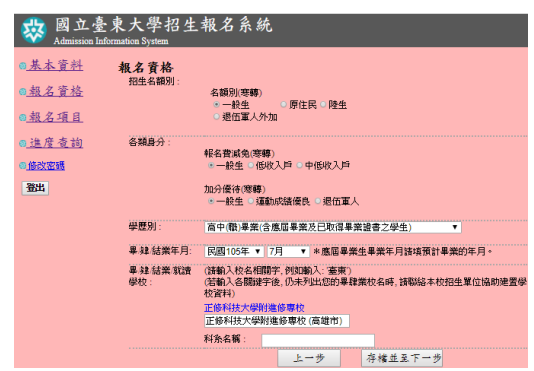 國立臺東大學招生報名系統
Admission Information System
基本資料
報名資格
報名項目
進度查詢
修改密碼
登出
報名資格
招生名額別：
名額別(寒轉)
一般生 原住民 陸生
退伍軍人外加
各類身分：
報名費減免(寒轉)
一般生 低收入戶 中低收入戶
加分優待(寒轉)
一般生 運動成績優良 退伍軍人
學歷別：
高中(職)畢業(含應屆畢業及已取得畢業證書之學生) ▼
畢.肄.結業年月：
民國105年 ▼ 7月 ▼ ＊應屆畢業生畢業年月請填預計畢業的年月。
畢.肄.結業.就讀學校：
(請輸入校名相關字, 例如輸入: '臺東')
(若輸入各關鍵字後, 仍未列出您的畢肄業校名時, 請聯絡本校招生單位協助建置學
校資料)
正修科技大學附進修專校
正修科技大學附進修專校 (高雄市)
科系名稱：
上一步 存檔並至下一步